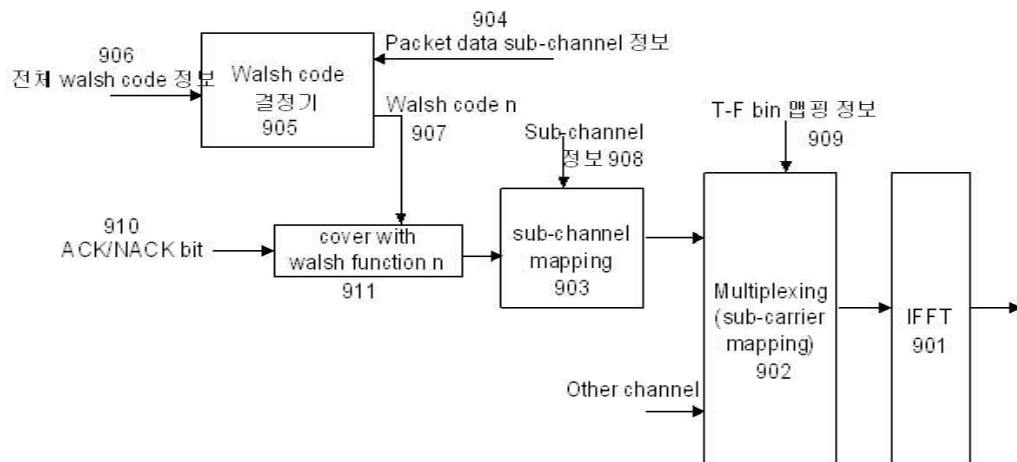 904
Packet data sub-channel 정보
906
전체 walsh code 정보
Walsh code
결정기
905
Walsh code n
907
Sub-channel
정보 908
T-F bin 맵핑 정보
909
910
ACK/NACK bit
cover with
walsh function n
911
sub-channel
mapping
903
Multiplexing
(sub-carrier
mapping)
902
IFFT
901
Other channel